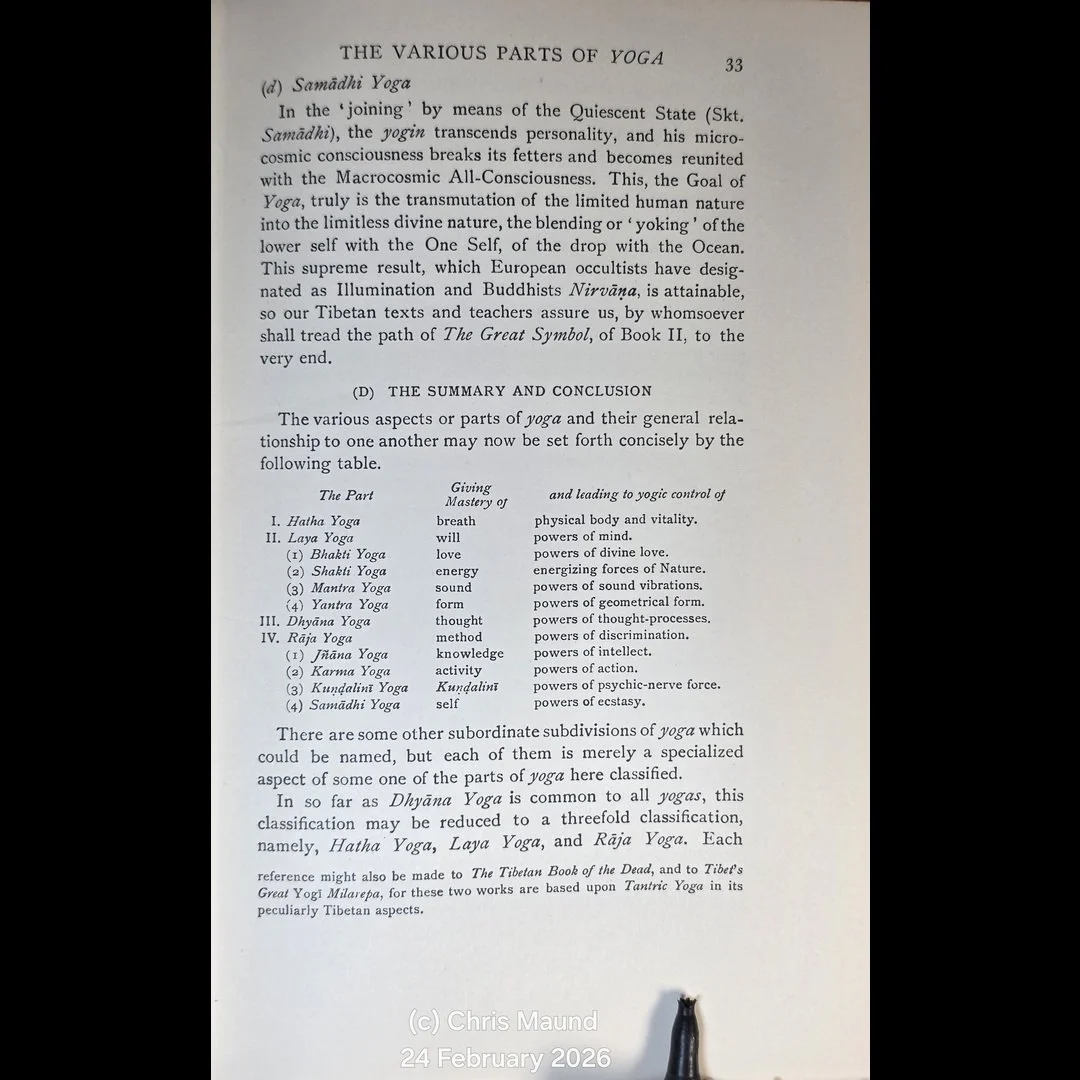 THE VARIOUS PARTS OF YOGA 33
(d) Samādhi Yoga
In the ‘joining’ by means of the Quiescent State (Skt.
Samādhi), the yogin transcends personality, and his micro-
cosmic consciousness breaks its fetters and becomes reunited
with the Macrocosmic All-Consciousness. This, the Goal of
Yoga, truly is the transmutation of the limited human nature
into the limitless divine nature, the blending or ‘yoking’ of the
lower self with the One Self, of the drop with the Ocean.
This supreme result, which European occultists have desig-
nated as Illumination and Buddhists Nirvāṇa, is attainable,
so our Tibetan texts and teachers assure us, by whomsoever
shall tread the path of The Great Symbol, of Book II, to the
very end.
(D) THE SUMMARY AND CONCLUSION
The various aspects or parts of yoga and their general rela-
tionship to one another may now be set forth concisely by the
following table.
The Part Giving Mastery of and leading to yogic control of
I. Hatha Yoga breath physical body and vitality.
II. Laya Yoga will powers of mind.
(1) Bhakti Yoga love powers of divine love.
(2) Shakti Yoga energy energizing forces of Nature.
(3) Mantra Yoga sound powers of sound vibrations.
(4) Yantra Yoga form powers of geometrical form.
III. Dhyāna Yoga thought powers of thought-processes.
IV. Rāja Yoga method powers of discrimination.
(1) Jñāna Yoga knowledge powers of intellect.
(2) Karma Yoga activity powers of action.
(3) Kuṇḍalinī Yoga Kuṇḍalinī powers of psychic-nerve force.
(4) Samādhi Yoga self powers of ecstasy.
There are some other subordinate subdivisions of yoga which
could be named, but each of them is merely a specialized
aspect of some one of the parts of yoga here classified.
In so far as Dhyāna Yoga is common to all yogas, this
classification may be reduced to a threefold classification,
namely, Hatha Yoga, Laya Yoga, and Rāja Yoga. Each
reference might also be made to The Tibetan Book of the Dead, and to Tibet's
Great Yogī Milarepa, for these two works are based upon Tantric Yoga in its
peculiarly Tibetan aspects.
(c) Chris Maund
24 February 2026